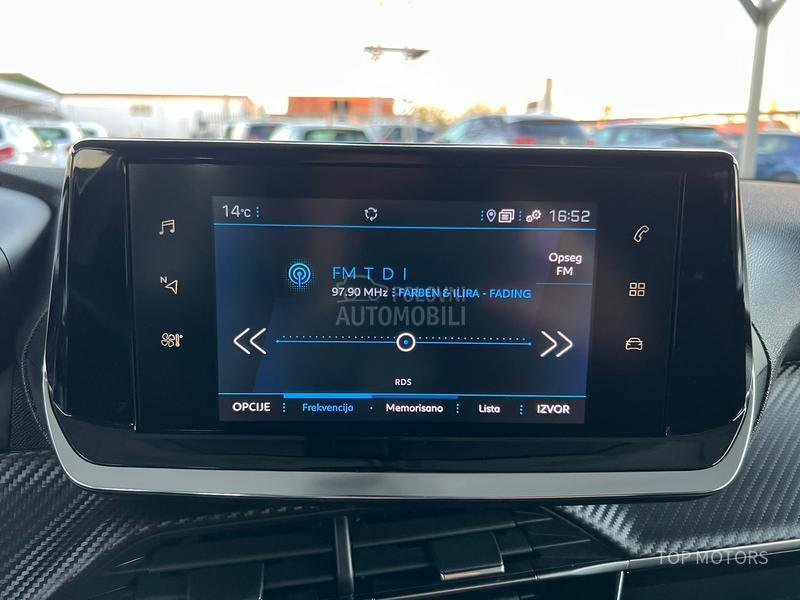 14°C 16:52
Opseg
FM
FM T D I
97.90 MHz : FARBEN & ILIRA - FADING
POLOVNI
AUTOMOBILI
N
RDS
OPCIJE Frekvencija Memorisano Lista IZVOR
TOP MOTORS